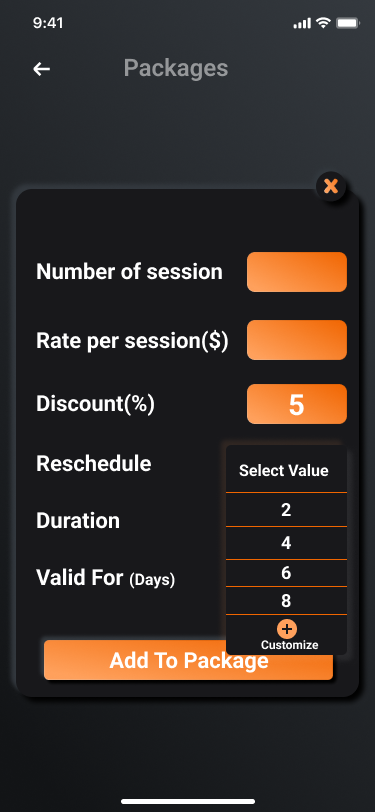 9:41
Packages
Number of session
Rate per session($)
Discount(%)
5
Reschedule
Select Value
2
Duration
4
Valid For (Days)
6
8
Customize
Add To Package